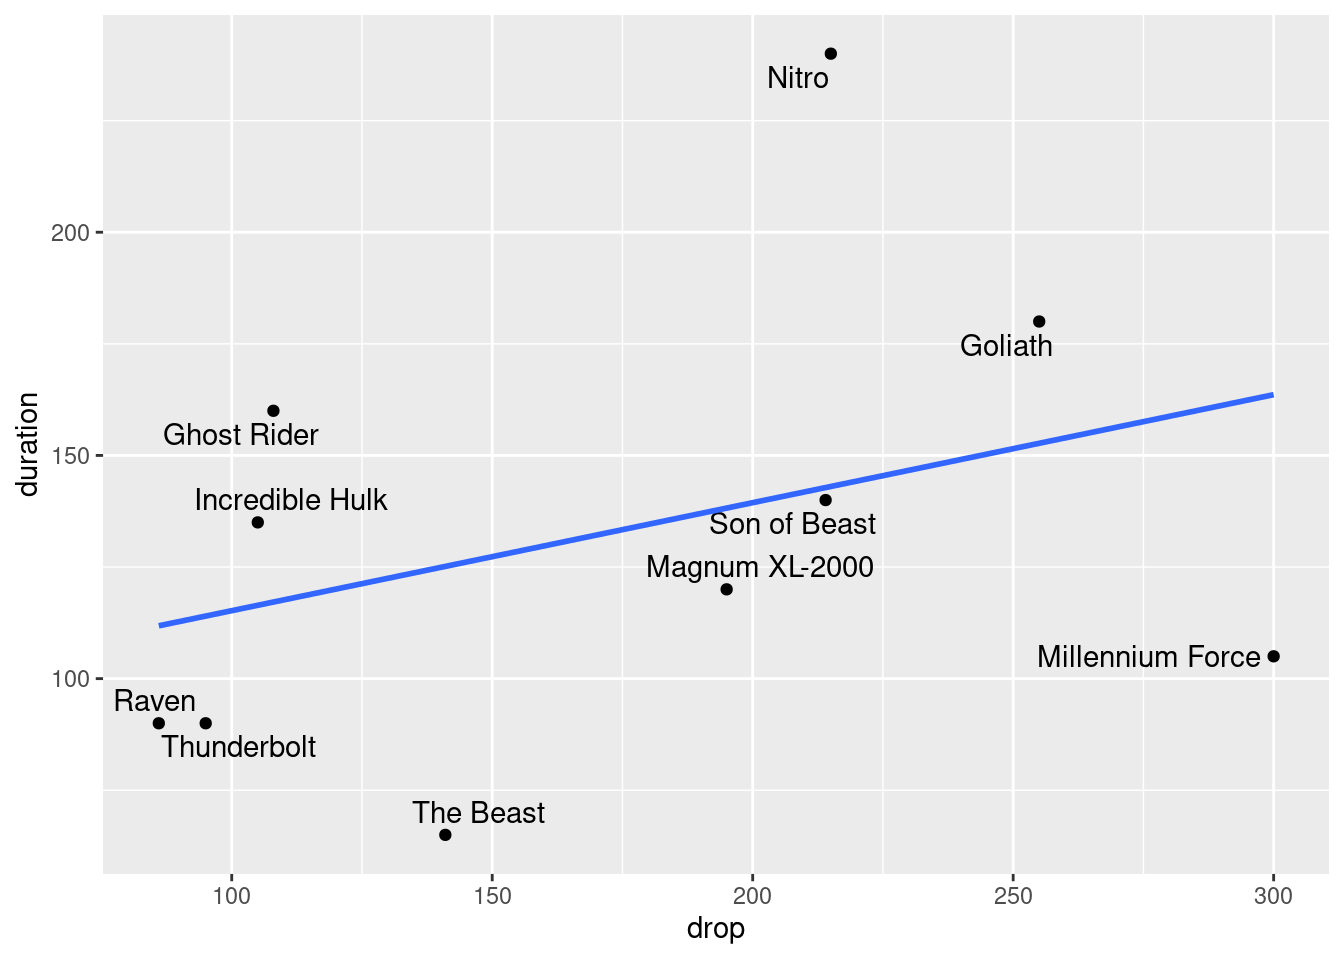 Nitro
200
Goliath
Ghost Rider
150
Incredible Hulk
Son of Beast
Magnum XL-2000
Millennium Force
100
Raven
Thunderbolt
The Beast
100 150 200 250 300
drop
duration